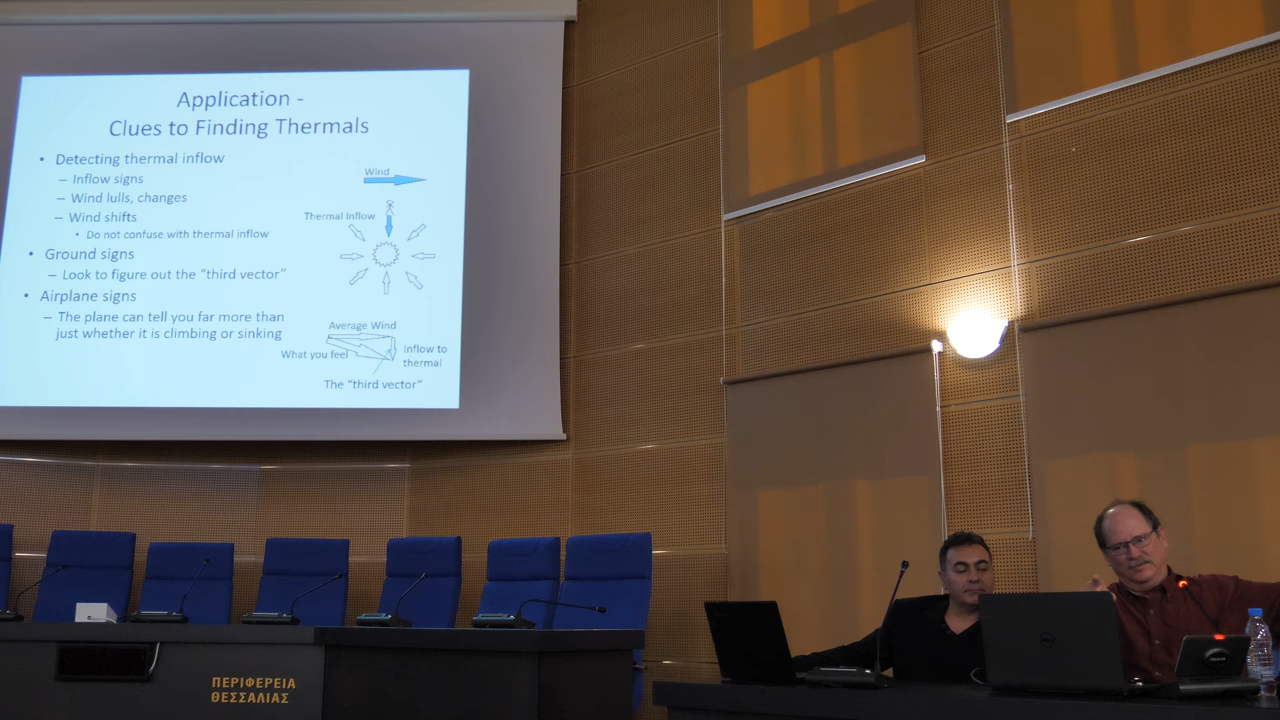 Application -
Clues to Finding Thermals
• Detecting thermal inflow
– Inflow signs
– Wind lulls, changes
– Wind shifts
• Do not confuse with thermal inflow
• Ground signs
– Look to figure out the “third vector”
• Airplane signs
– The plane can tell you far more than
just whether it is climbing or sinking
Wind
Thermal Inflow
Average Wind
What you feel
Inflow to
thermal
The “third vector”
ΠΕΡΙΦΕΡΕΙΑ
ΘΕΣΣΑΛΙΑΣ
DELL